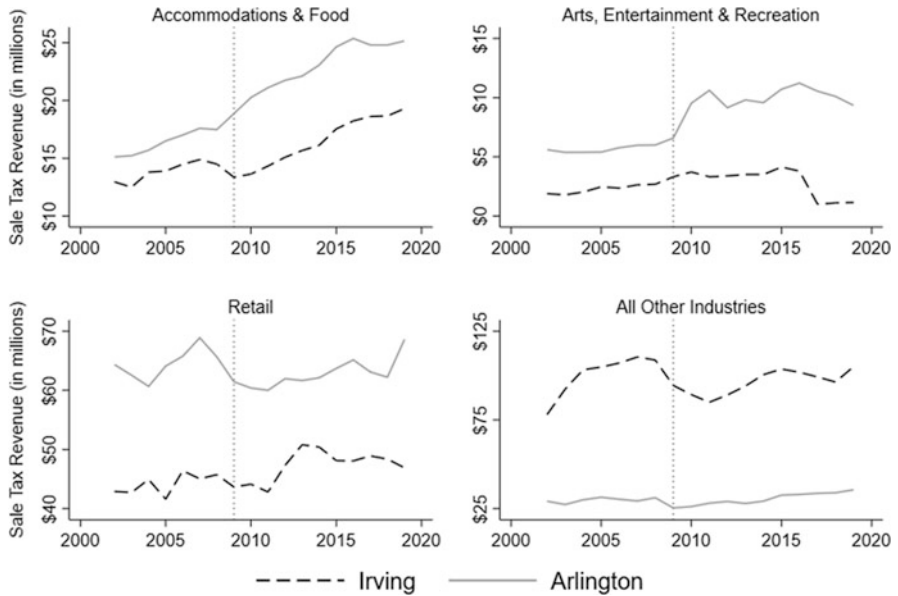 Accommodations & Food
Sale Tax Revenue (in millions)
$25
$20
$15
$10
2000 2005 2010 2015 2020
Arts, Entertainment & Recreation
$15
$10
$5
$0
2000 2005 2010 2015 2020
Retail
Sale Tax Revenue (in millions)
$70
$60
$50
$40
2000 2005 2010 2015 2020
All Other Industries
$125
$75
$25
2000 2005 2010 2015 2020
Irving Arlington